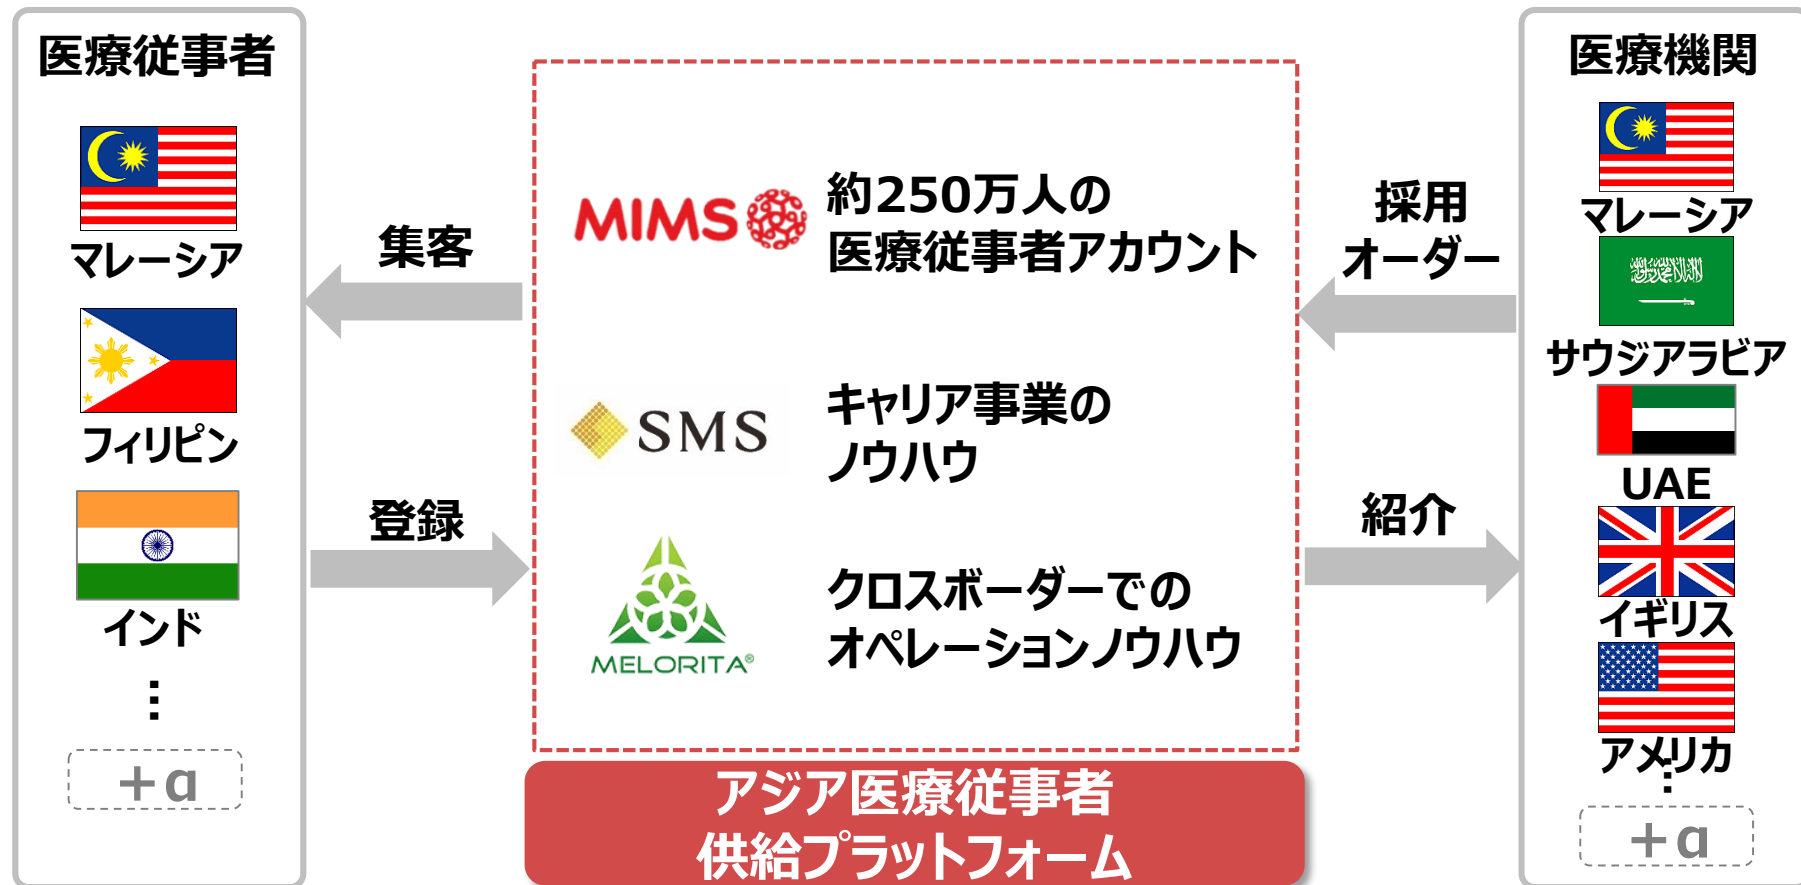 医療従事者
マレーシア
フィリピン
インド
⋮
+α
集客
登録
MIMS
約250万人の
医療従事者アカウント
SMS
キャリア事業の
ノウハウ
MELORITA®
クロスボーダーでの
オペレーションノウハウ
アジア医療従事者
供給プラットフォーム
採用
オーダー
紹介
医療機関
マレーシア
サウジアラビア
UAE
イギリス
アメリカ
⋮
+α